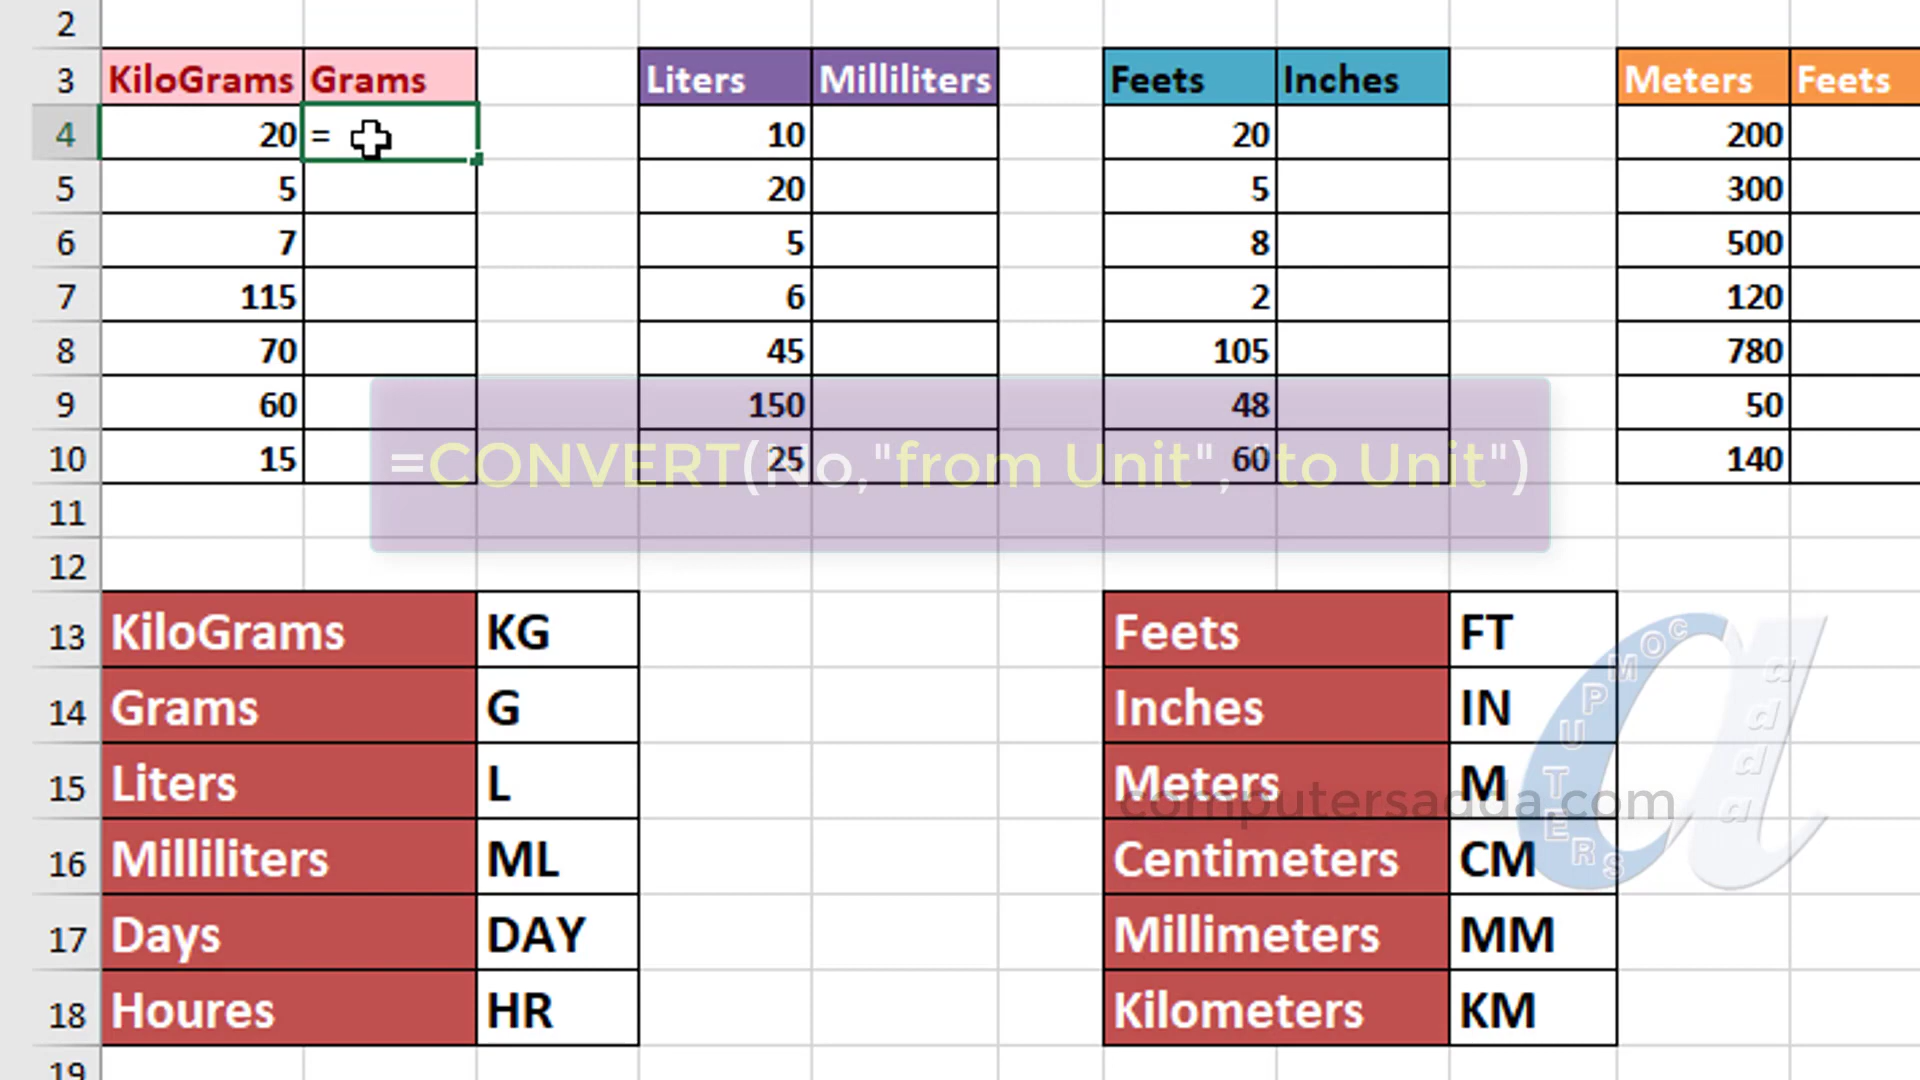 2
3 KiloGrams Grams Liters Milliliters Feets Inches Meters Feets
4 20 = 10 20 200
5 5 20 5 300
6 7 5 8 500
7 115 6 2 120
8 70 45 105 780
9 60 150 48 50
10 15 25 60 140
=CONVERT(No,"from Unit","to Unit")
11
12
13 KiloGrams KG Feets FT
14 Grams G Inches IN
15 Liters L Meters M
computersadda.com
16 Milliliters ML Centimeters CM
17 Days DAY Millimeters MM
18 Houres HR Kilometers KM
19
COMPUTERS
adda